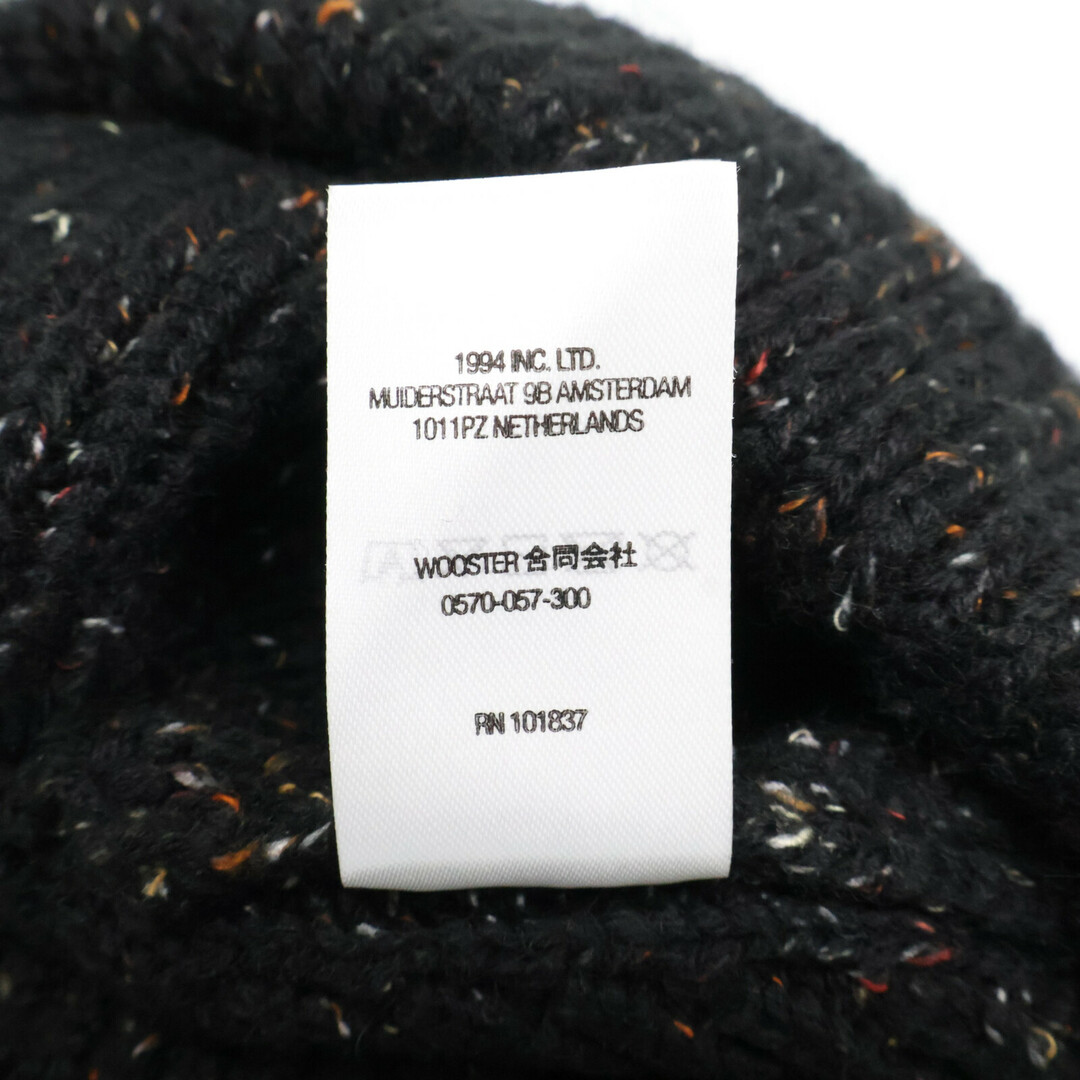 1994 INC. LTD.
MUIDERSTRAAT 9B AMSTERDAM
1011PZ NETHERLANDS
WOOSTER 合同会社
0570-057-300
RN 101837